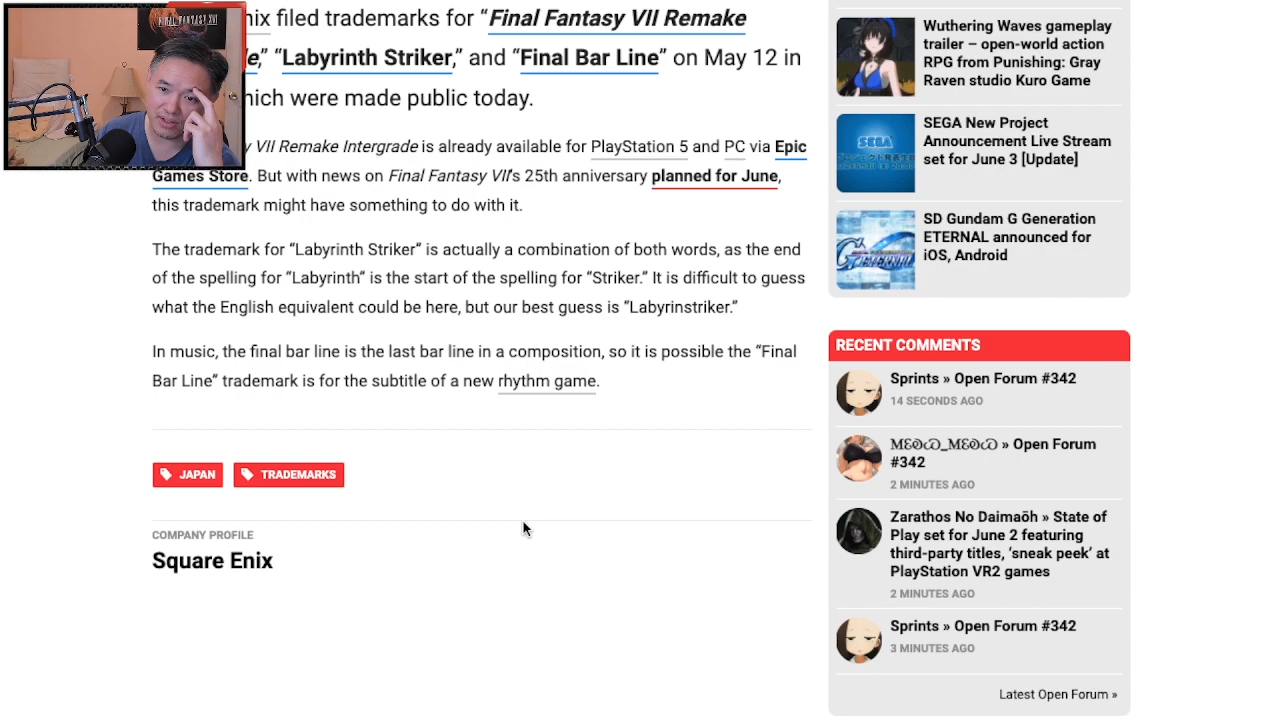 FINAL FANTASY XVI
nix filed trademarks for “Final Fantasy VII Remake
e,” “Labyrinth Striker,” and “Final Bar Line” on May 12 in
hich were made public today.
y VII Remake Intergrade is already available for PlayStation 5 and PC via Epic
Games Store. But with news on Final Fantasy VII’s 25th anniversary planned for June,
this trademark might have something to do with it.
The trademark for “Labyrinth Striker” is actually a combination of both words, as the end
of the spelling for “Labyrinth“ is the start of the spelling for “Striker.” It is difficult to guess
what the English equivalent could be here, but our best guess is “Labyrinstriker.”
In music, the final bar line is the last bar line in a composition, so it is possible the “Final
Bar Line” trademark is for the subtitle of a new rhythm game.
JAPAN
TRADEMARKS
COMPANY PROFILE
Square Enix
Wuthering Waves gameplay
trailer – open-world action
RPG from Punishing: Gray
Raven studio Kuro Game
SEGA
SEGA New Project
Announcement Live Stream
set for June 3 [Update]
SD Gundam G Generation
ETERNAL announced for
iOS, Android
RECENT COMMENTS
Sprints » Open Forum #342
14 SECONDS AGO
» Open Forum
#342
2 MINUTES AGO
Zarathos No Daimaōh » State of
Play set for June 2 featuring
third-party titles, ‘sneak peek’ at
PlayStation VR2 games
2 MINUTES AGO
Sprints » Open Forum #342
3 MINUTES AGO
Latest Open Forum »